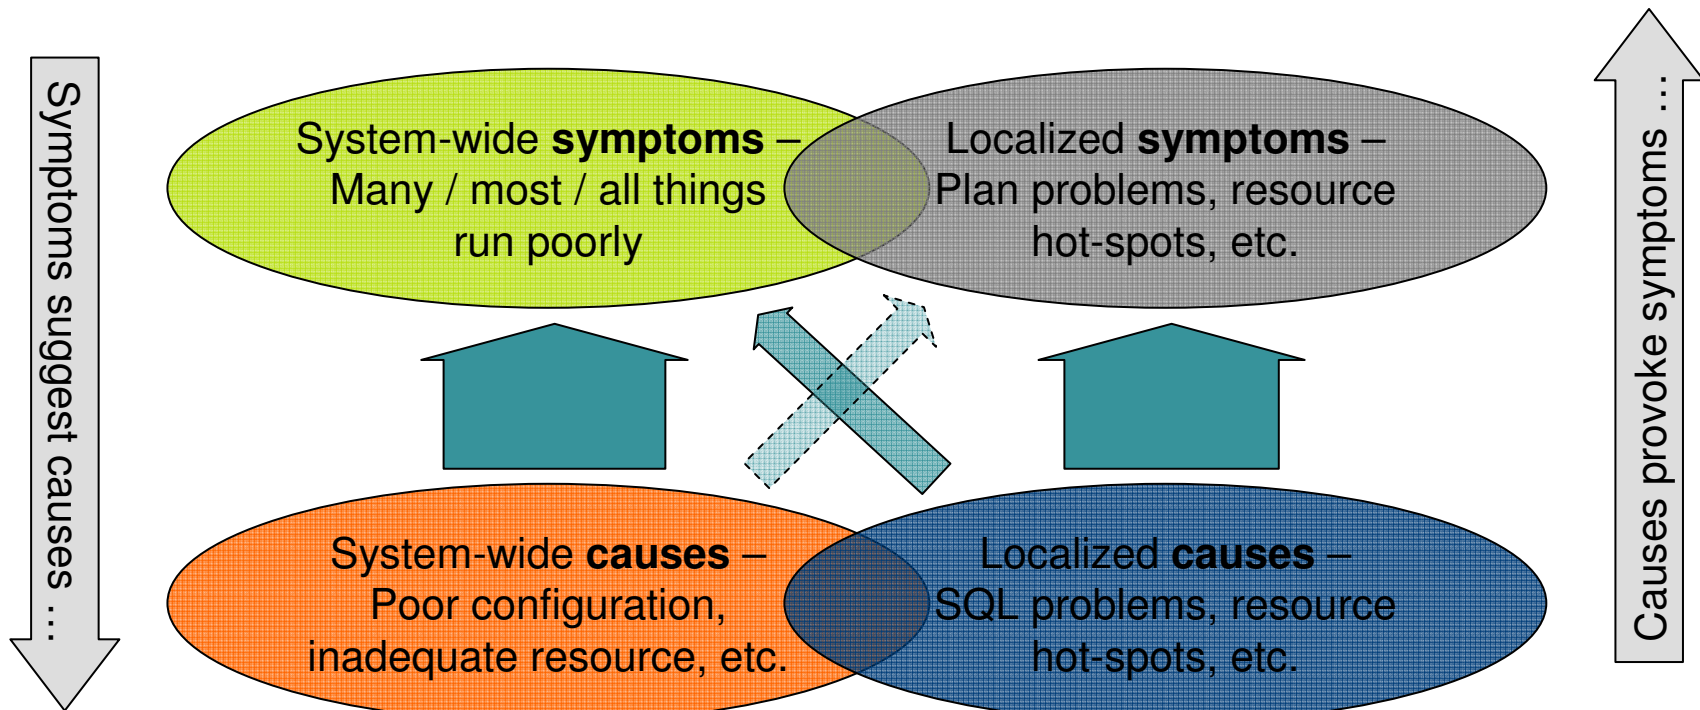 Symptoms suggest causes …
System-wide symptoms –
Many / most / all things
run poorly
Localized symptoms –
Plan problems, resource
hot-spots, etc.
Causes provoke symptoms …
System-wide causes –
Poor configuration,
inadequate resource, etc.
Localized causes –
SQL problems, resource
hot-spots, etc.